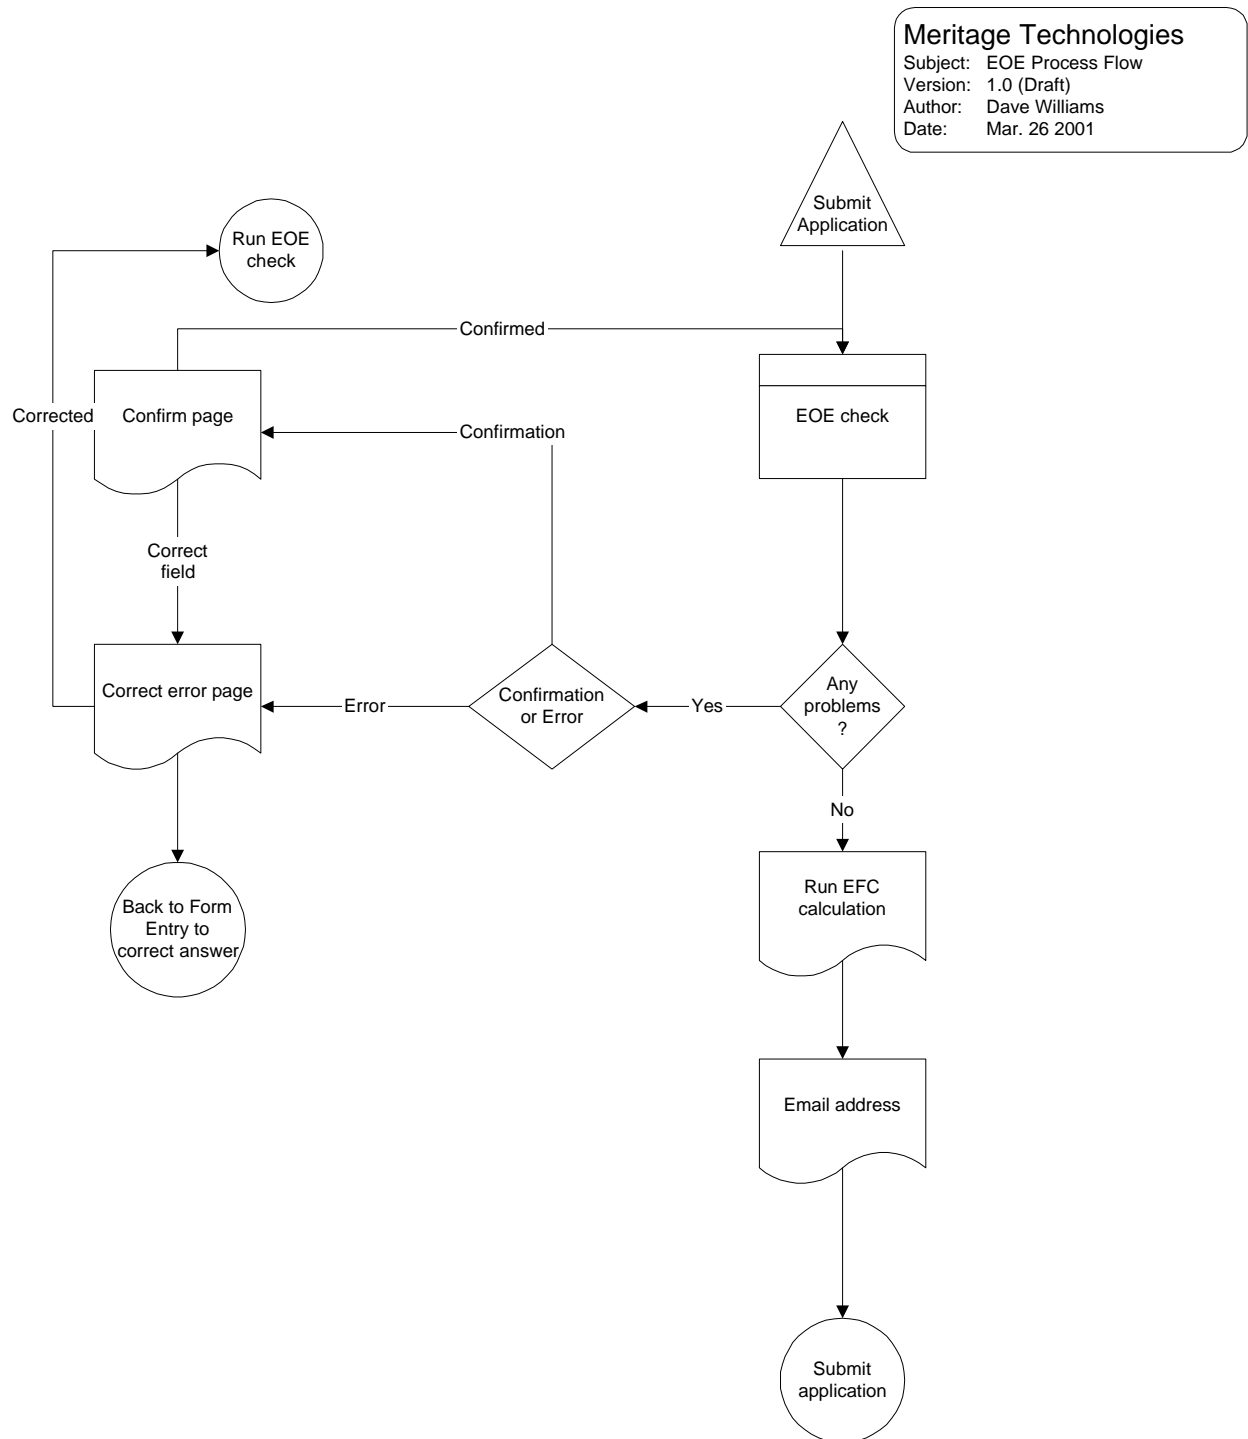 Meritage Technologies
Subject: EOE Process Flow
Version: 1.0 (Draft)
Author: Dave Williams
Date: Mar. 26 2001
Submit
Application
Run EOE
check
Confirmed
Corrected
Confirm page
Confirmation
EOE check
Correct
field
Correct error page
Error
Confirmation
or Error
Yes
Any
problems
?
No
Back to Form
Entry to
correct answer
Run EFC
calculation
Email address
Submit
application